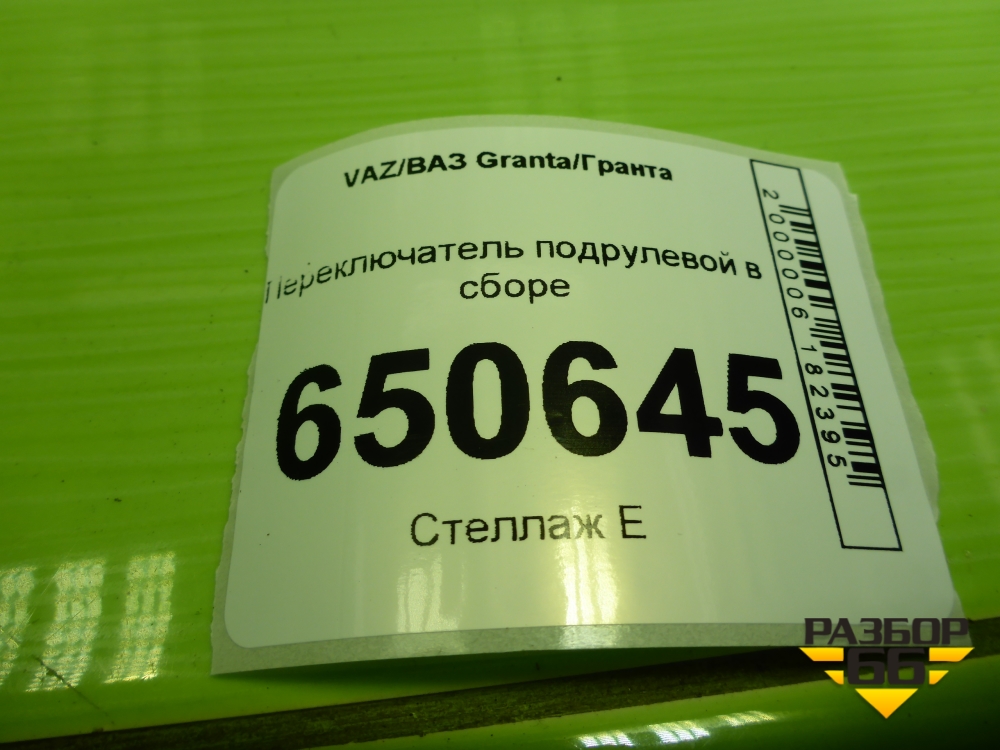 VAZ/ВАЗ Granta/Гранта
Переключатель подрулевой в
сборе
650645
Стеллаж Е
2000006182395
РАЗБОР
66